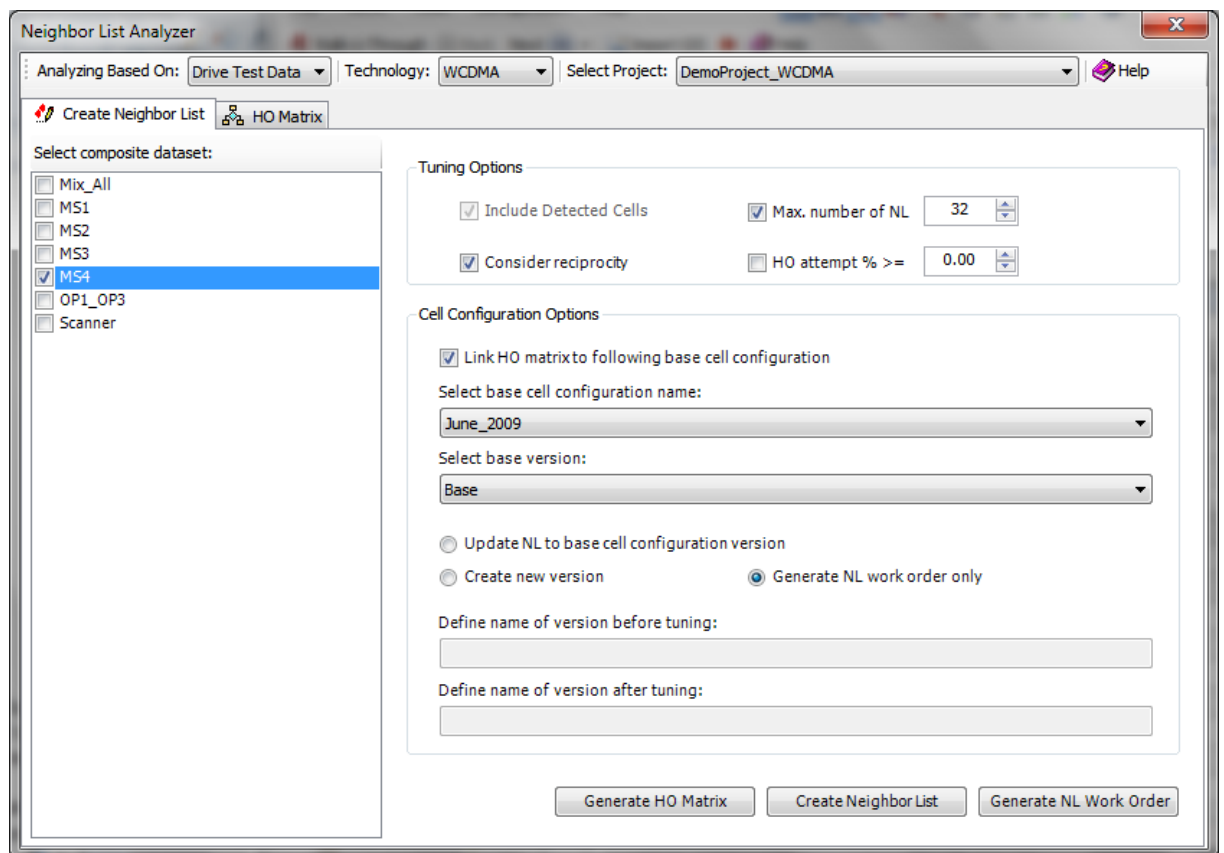 Neighbor List Analyzer
Analyzing Based On: Drive Test Data Technology: WCDMA Select Project: DemoProject_WCDMA Help
Create Neighbor List HO Matrix
Select composite dataset:
Mix_All
MS1
MS2
MS3
MS4
OP1_OP3
Scanner
Tuning Options
Include Detected Cells Max. number of NL 32
Consider reciprocity HO attempt % >= 0.00
Cell Configuration Options
Link HO matrix to following base cell configuration
Select base cell configuration name:
June_2009
Select base version:
Base
Update NL to base cell configuration version
Create new version Generate NL work order only
Define name of version before tuning:
Define name of version after tuning:
Generate HO Matrix Create Neighbor List Generate NL Work Order